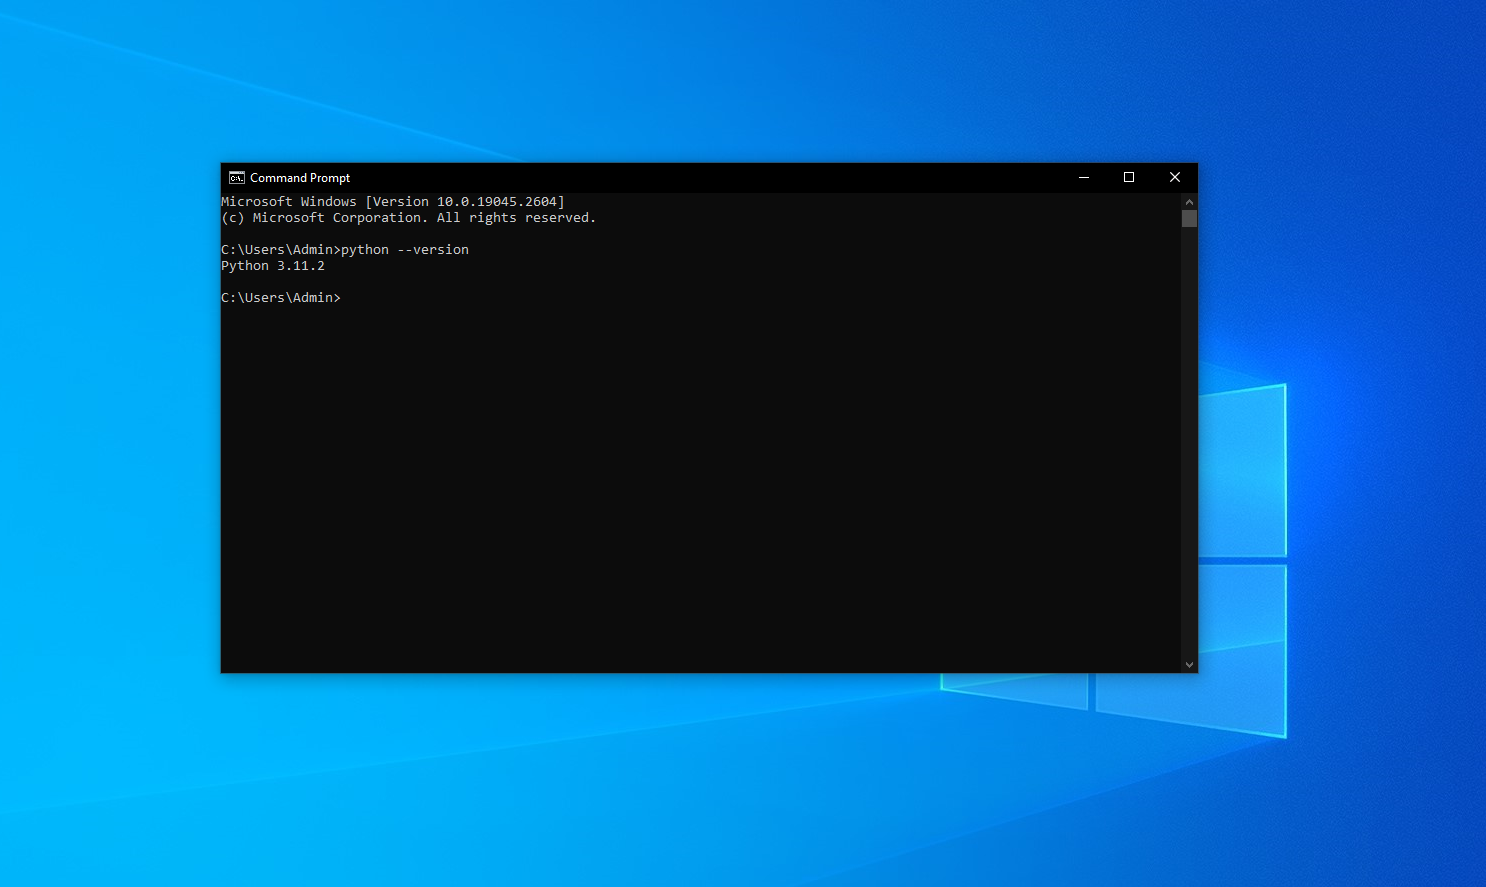 Command Prompt
Microsoft Windows [Version 10.0.19045.2604]
(c) Microsoft Corporation. All rights reserved.
C:\Users\Admin>python --version
Python 3.11.2
C:\Users\Admin>